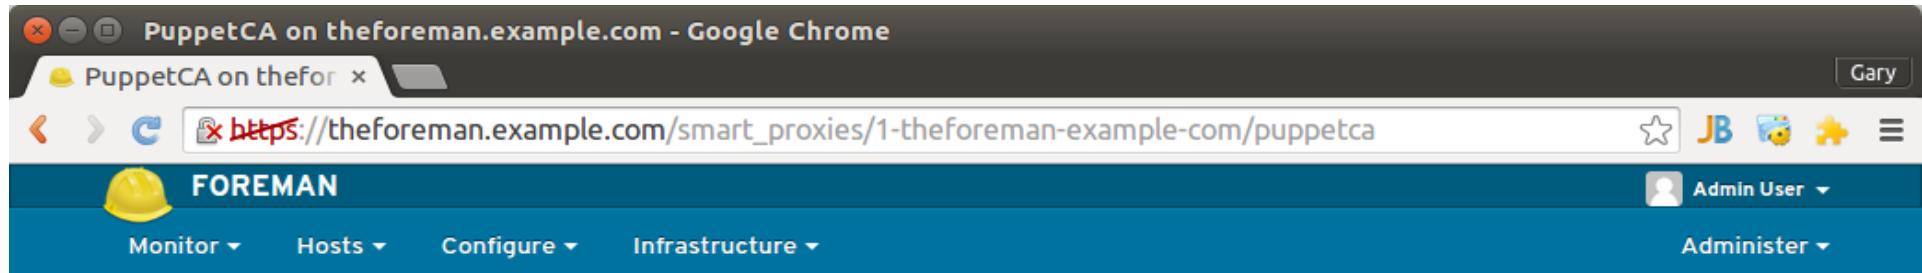 PuppetCA on theforeman.example.com - Google Chrome
PuppetCA on thefor
Gary
https://theforeman.example.com/smart_proxies/1-theforeman-example-com/puppetca
JB
FOREMAN
Admin User
Monitor Hosts Configure Infrastructure Administer